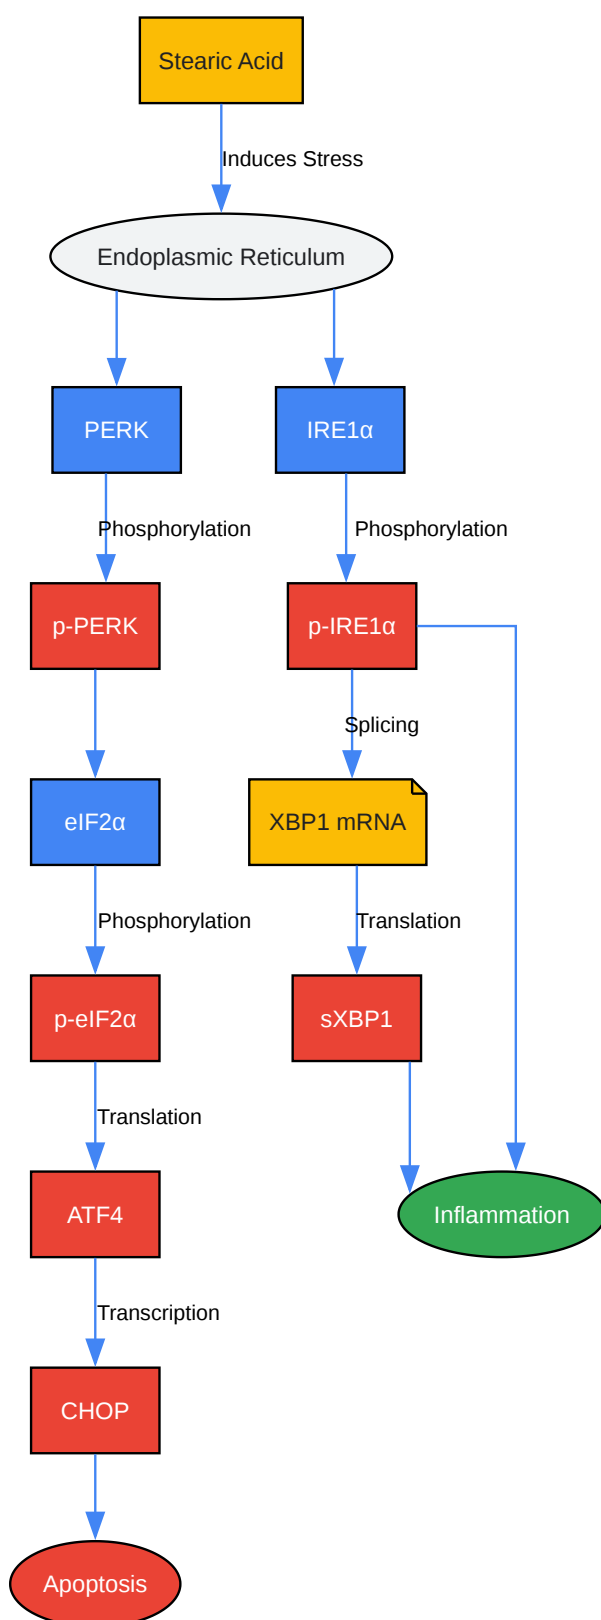 Stearic Acid
Induces Stress
Endoplasmic Reticulum
PERK
IRE1α
Phosphorylation
Phosphorylation
p-PERK
p-IRE1α
Splicing
eIF2α
XBP1 mRNA
Phosphorylation
Translation
p-eIF2α
sXBP1
Translation
ATF4
Inflammation
Transcription
CHOP
Apoptosis